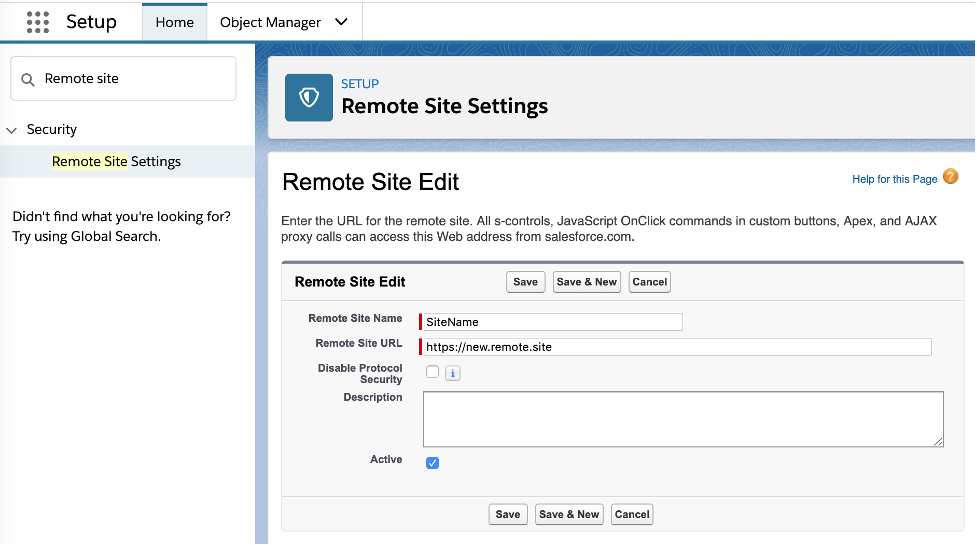 Setup
Home
Object Manager
Remote site
Security
Remote Site Settings
Didn't find what you're looking for?
Try using Global Search.
SETUP
Remote Site Settings
Remote Site Edit
Help for this Page ?
Enter the URL for the remote site. All s-controls, JavaScript OnClick commands in custom buttons, Apex, and AJAX
proxy calls can access this Web address from salesforce.com.
Remote Site Edit
Save
Save & New
Cancel
Remote Site Name
SiteName
Remote Site URL
https://new.remote.site
Disable Protocol
Security
i
Description
Active
Save
Save & New
Cancel